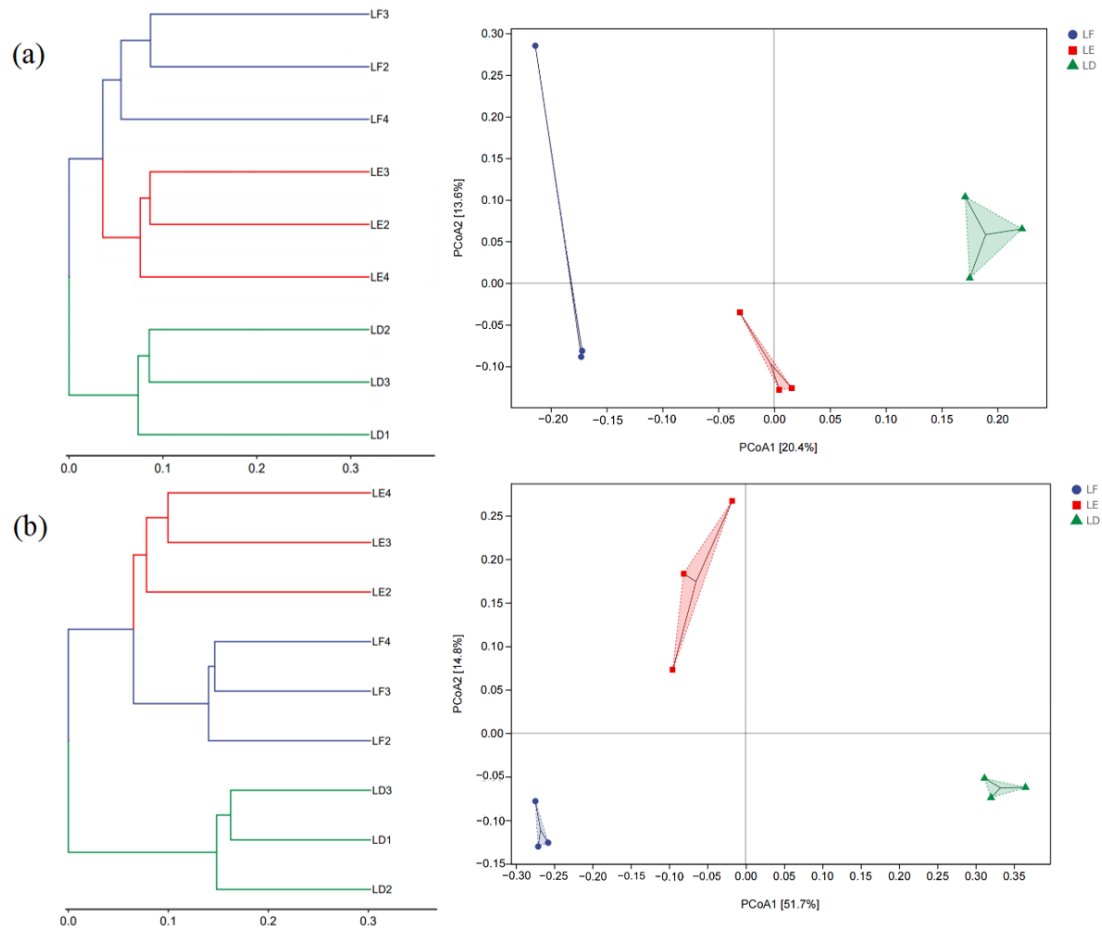 (a)
LF3
LF2
LF4
LE3
LE2
LE4
LD2
LD3
LD1
0.0 0.1 0.2 0.3
PCoA2 [13.6%]
0.30
0.25
0.20
0.15
0.10
0.05
0.00
−0.05
−0.10
−0.20 −0.15 −0.10 −0.05 0.00 0.05 0.10 0.15 0.20
PCoA1 [20.4%]
LF
LE
LD
(b)
LE4
LE3
LE2
LF4
LF3
LF2
LD3
LD1
LD2
0.0 0.1 0.2 0.3
PCoA2 [14.8%]
0.25
0.20
0.15
0.10
0.05
0.00
−0.05
−0.10
−0.15
−0.30 −0.25 −0.20 −0.15 −0.10 −0.05 0.00 0.05 0.10 0.15 0.20 0.25 0.30 0.35
PCoA1 [51.7%]
LF
LE
LD